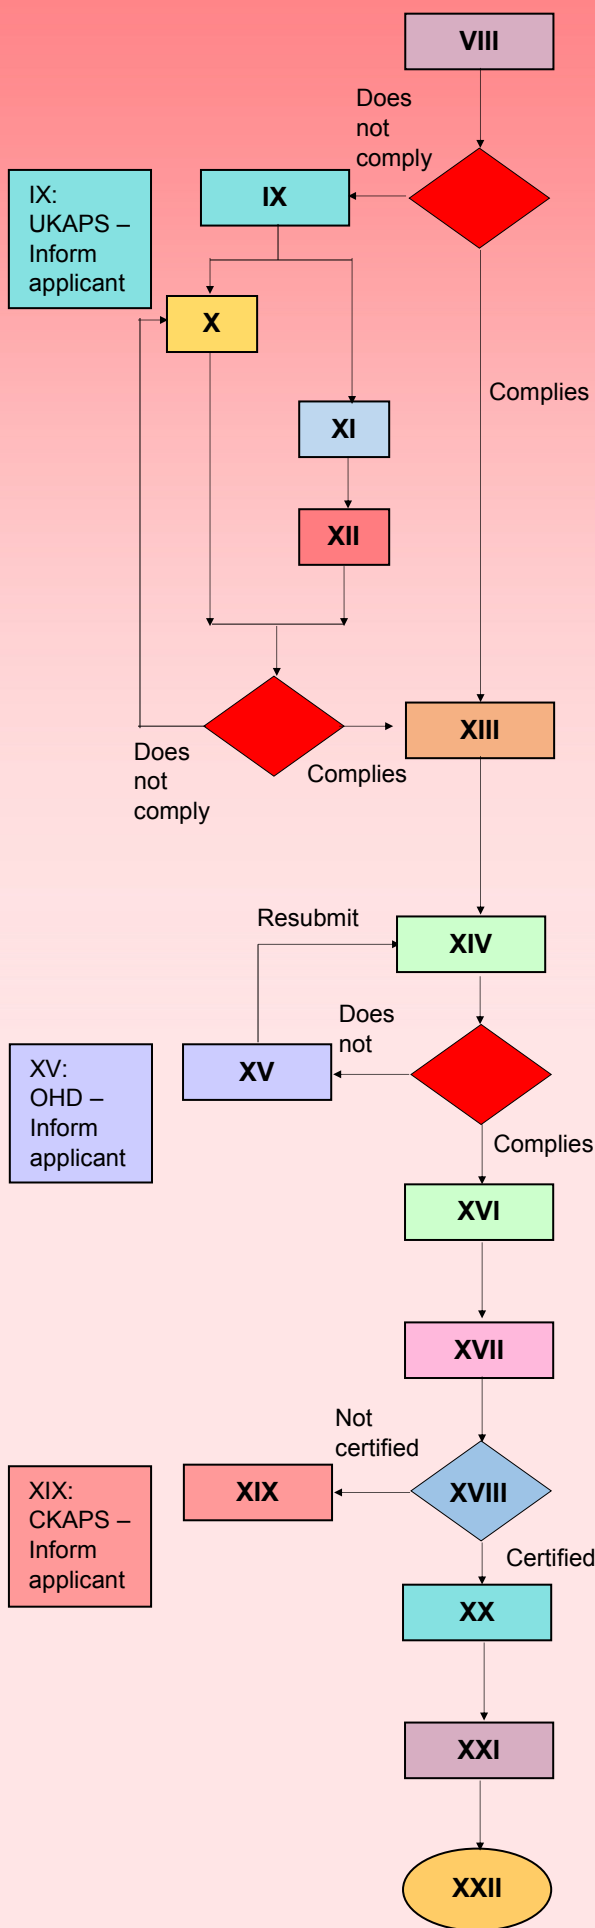 VIII
Does
not
comply
IX:
UKAPS –
Inform
applicant
IX
X
Complies
XI
XII
XIII
Does
not
comply
Complies
Resubmit
XIV
Does
not
XV:
OHD –
Inform
applicant
XV
Complies
XVI
XVII
Not
certified
XIX:
CKAPS –
Inform
applicant
XIX
XVIII
Certified
XX
XXI
XXII